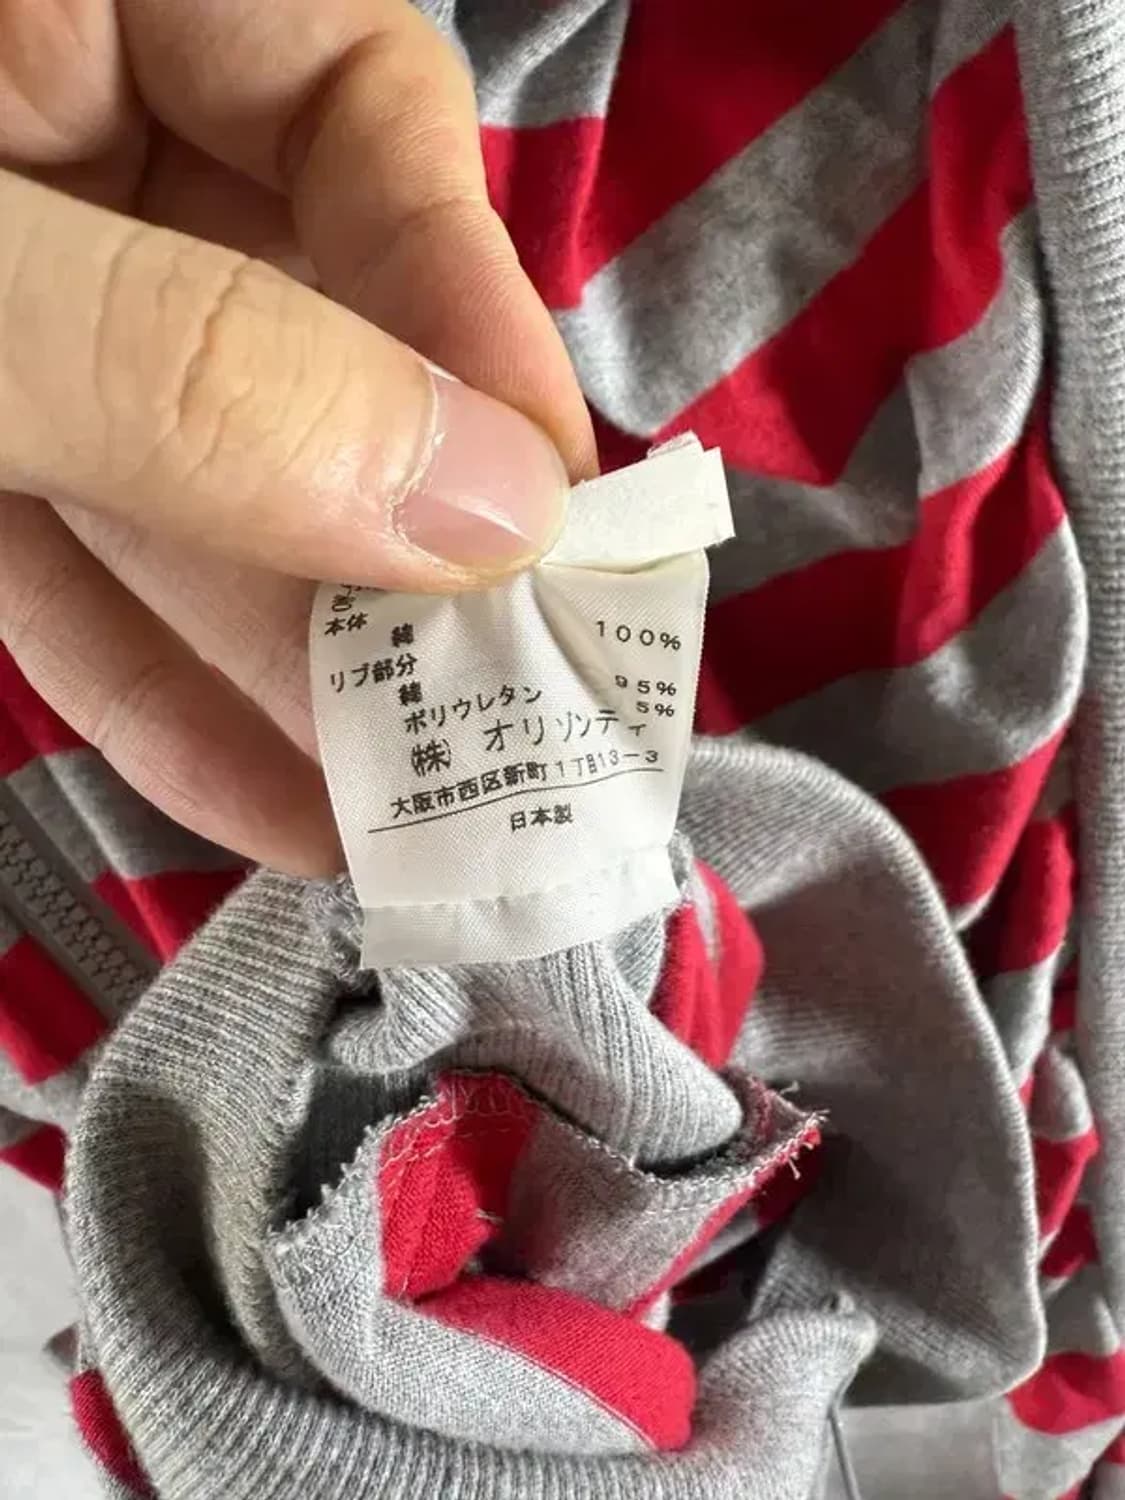 本体
綿 100%
リブ部分
綿 95%
ポリウレタン 5%
㈱ オリゾンティ
大阪市西区新町1丁目13-3
日本製